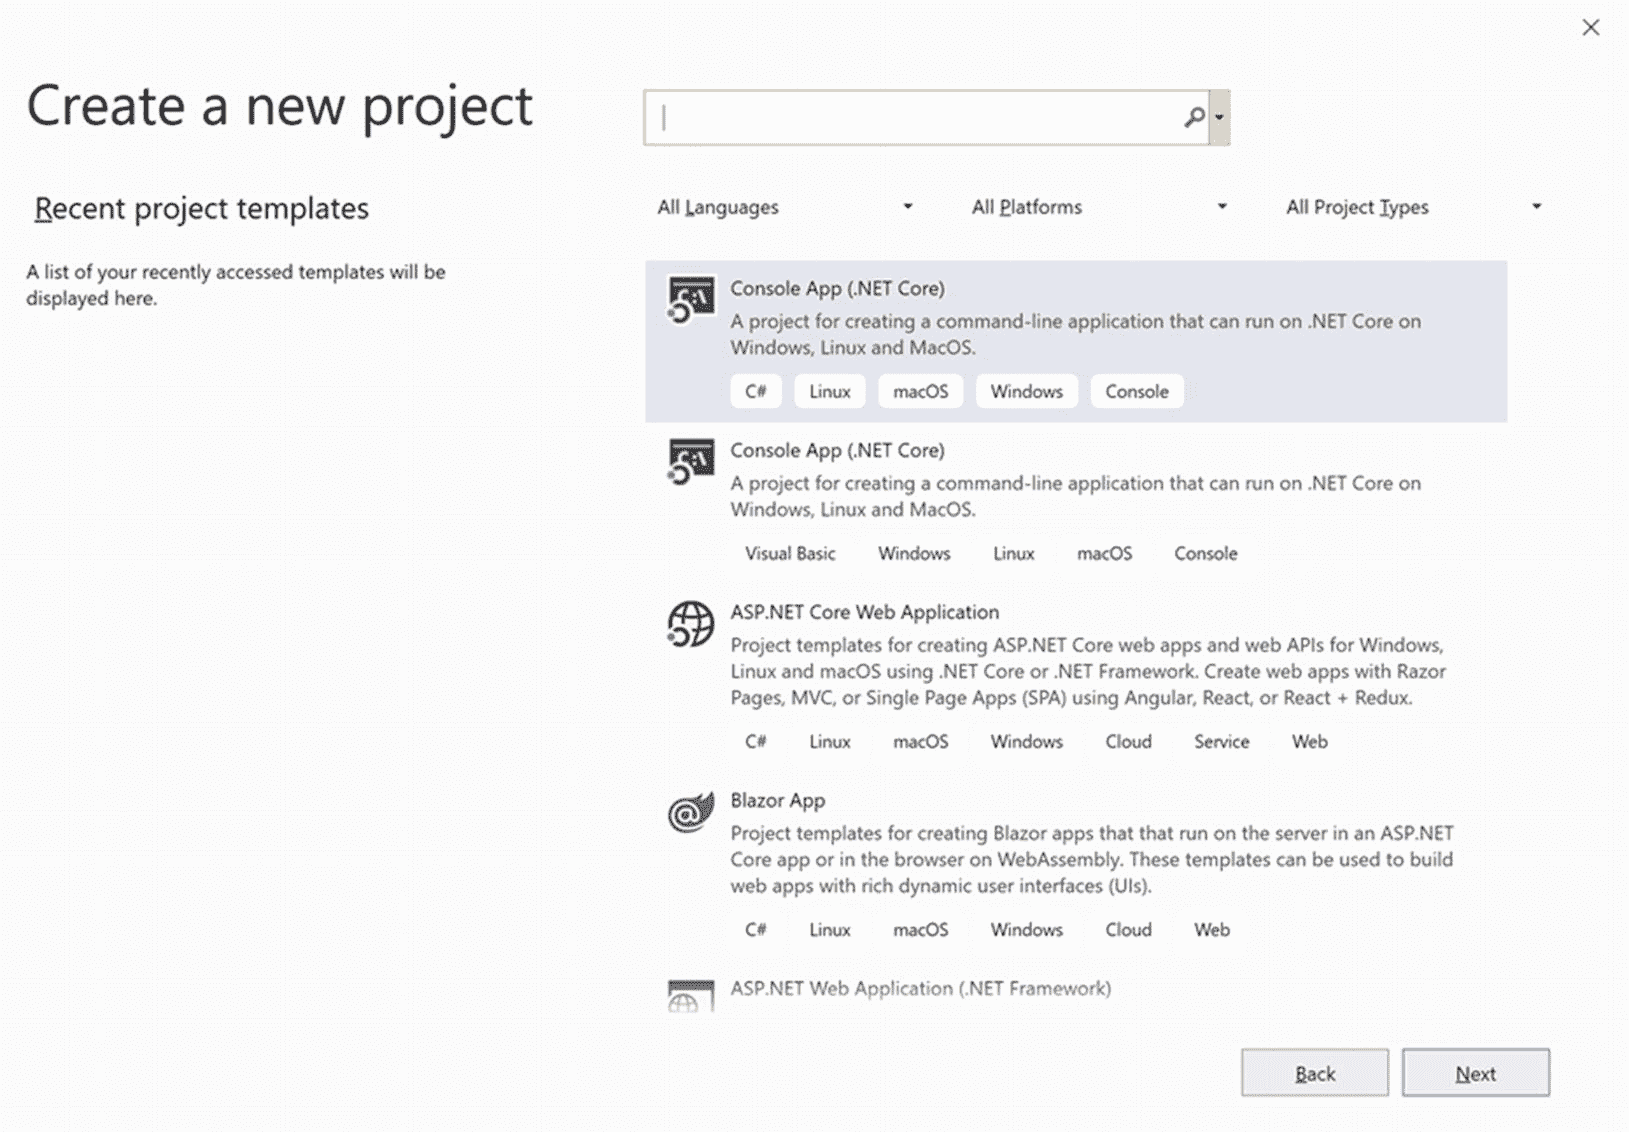 Create a new project
Recent project templates
A list of your recently accessed templates will be
displayed here.
All Languages
All Platforms
All Project Types
Console App (.NET Core)
A project for creating a command-line application that can run on .NET Core on
Windows, Linux and MacOS.
C# Linux macOS Windows Console
Console App (.NET Core)
A project for creating a command-line application that can run on .NET Core on
Windows, Linux and MacOS.
Visual Basic Windows Linux macOS Console
ASP.NET Core Web Application
Project templates for creating ASP.NET Core web apps and web APIs for Windows,
Linux and macOS using .NET Core or .NET Framework. Create web apps with Razor
Pages, MVC, or Single Page Apps (SPA) using Angular, React, or React + Redux.
C# Linux macOS Windows Cloud Service Web
Blazor App
Project templates for creating Blazor apps that that run on the server in an ASP.NET
Core app or in the browser on WebAssembly. These templates can be used to build
web apps with rich dynamic user interfaces (UIs).
C# Linux macOS Windows Cloud Web
ASP.NET Web Application (.NET Framework)
Back
Next